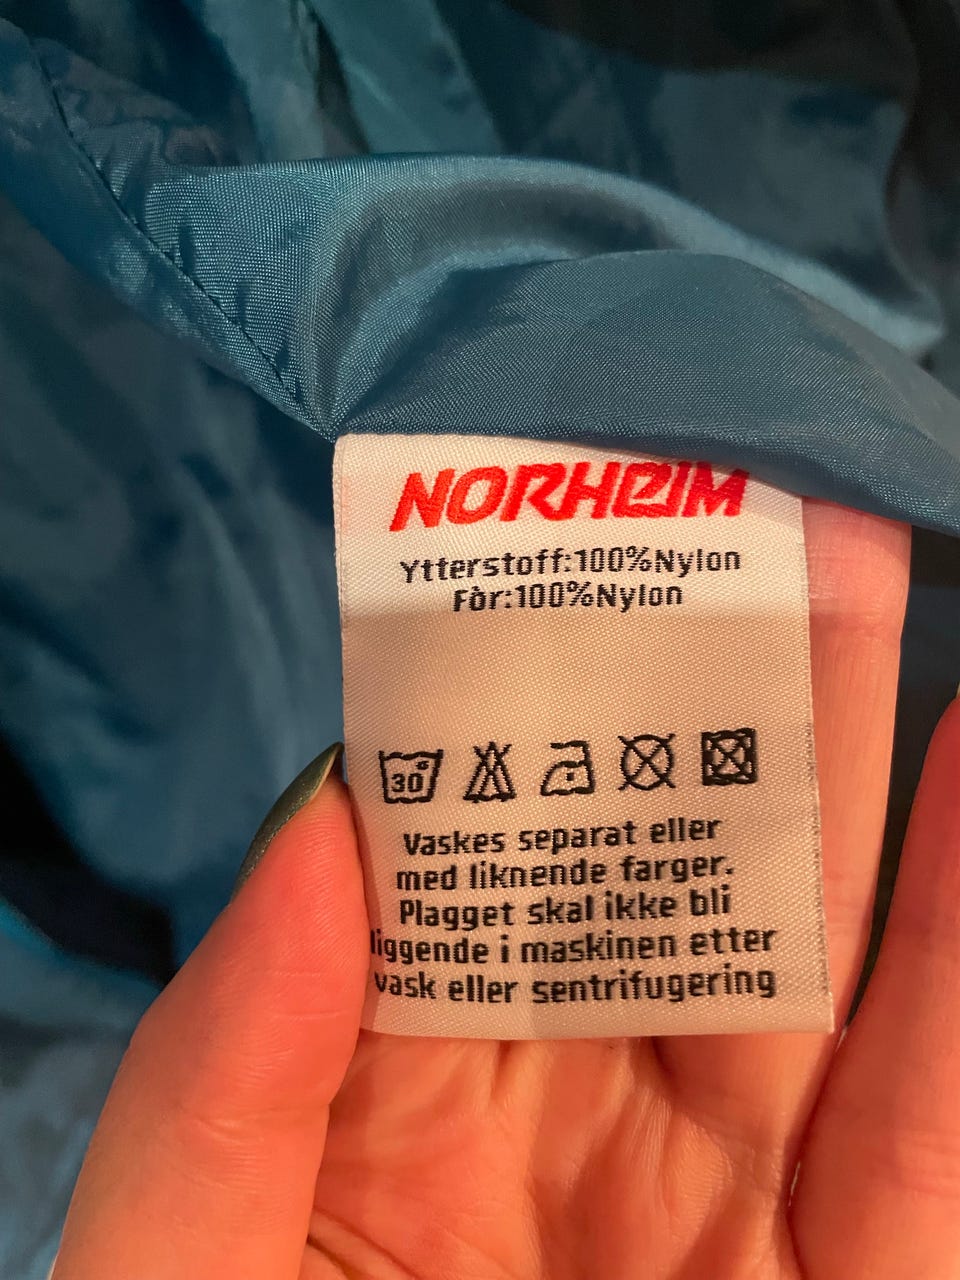 NORHEIM
Ytterstoff:100%Nylon
Fòr:100%Nylon
30°
Vaskes separat eller
med liknende farger.
Plagget skal ikke bli
liggende i maskinen etter
vask eller sentrifugering